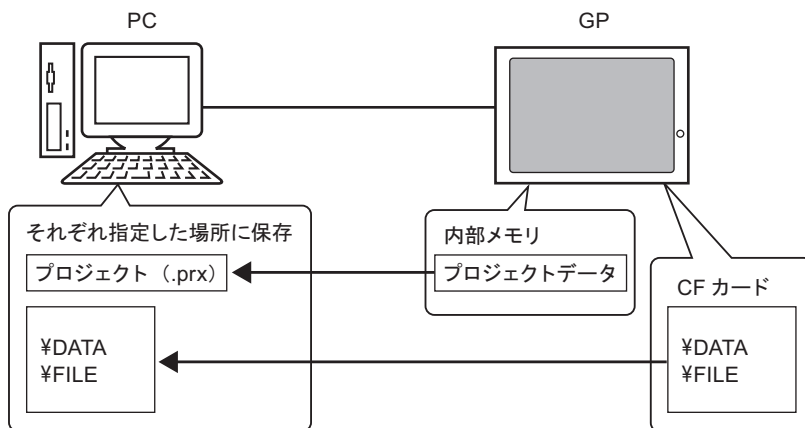 PC
GP
それぞれ指定した場所に保存
プロジェクト（.prx）
¥DATA
¥FILE
内部メモリ
プロジェクトデータ
CF カード
¥DATA
¥FILE